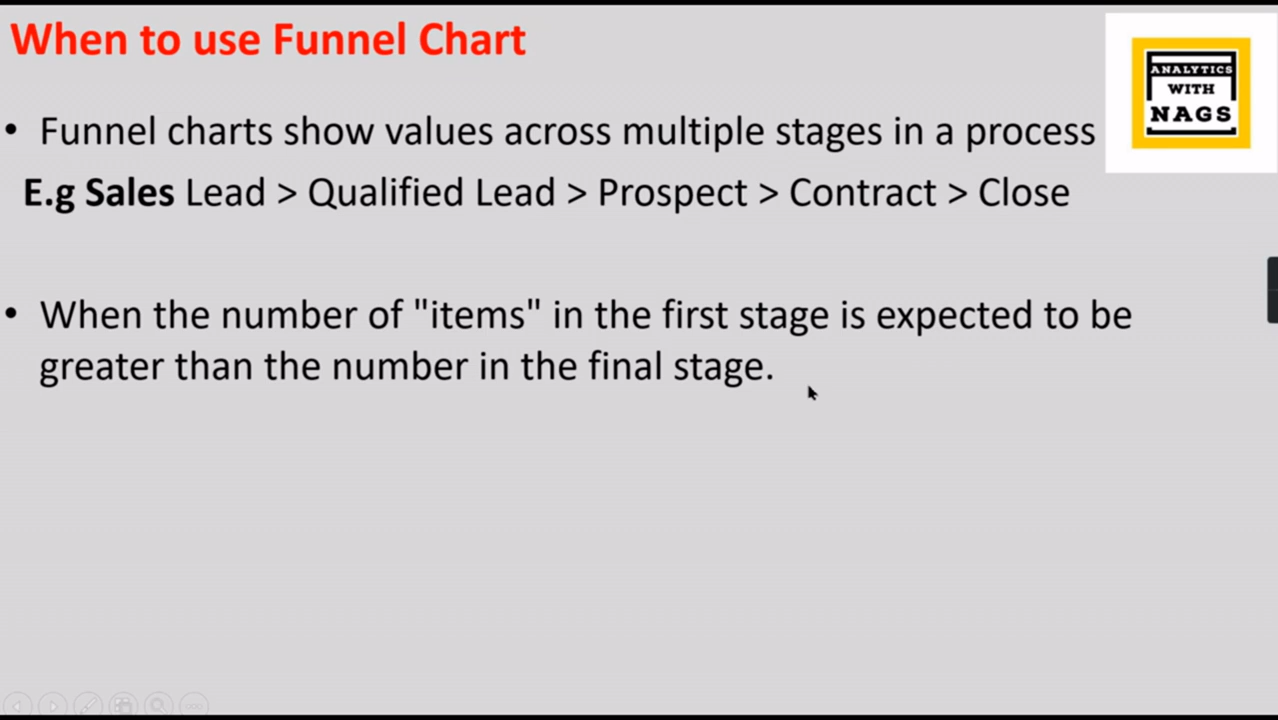 When to use Funnel Chart
ANALYTICS
WITH
NAGS
• Funnel charts show values across multiple stages in a process
E.g Sales Lead > Qualified Lead > Prospect > Contract > Close
• When the number of "items" in the first stage is expected to be
greater than the number in the final stage.